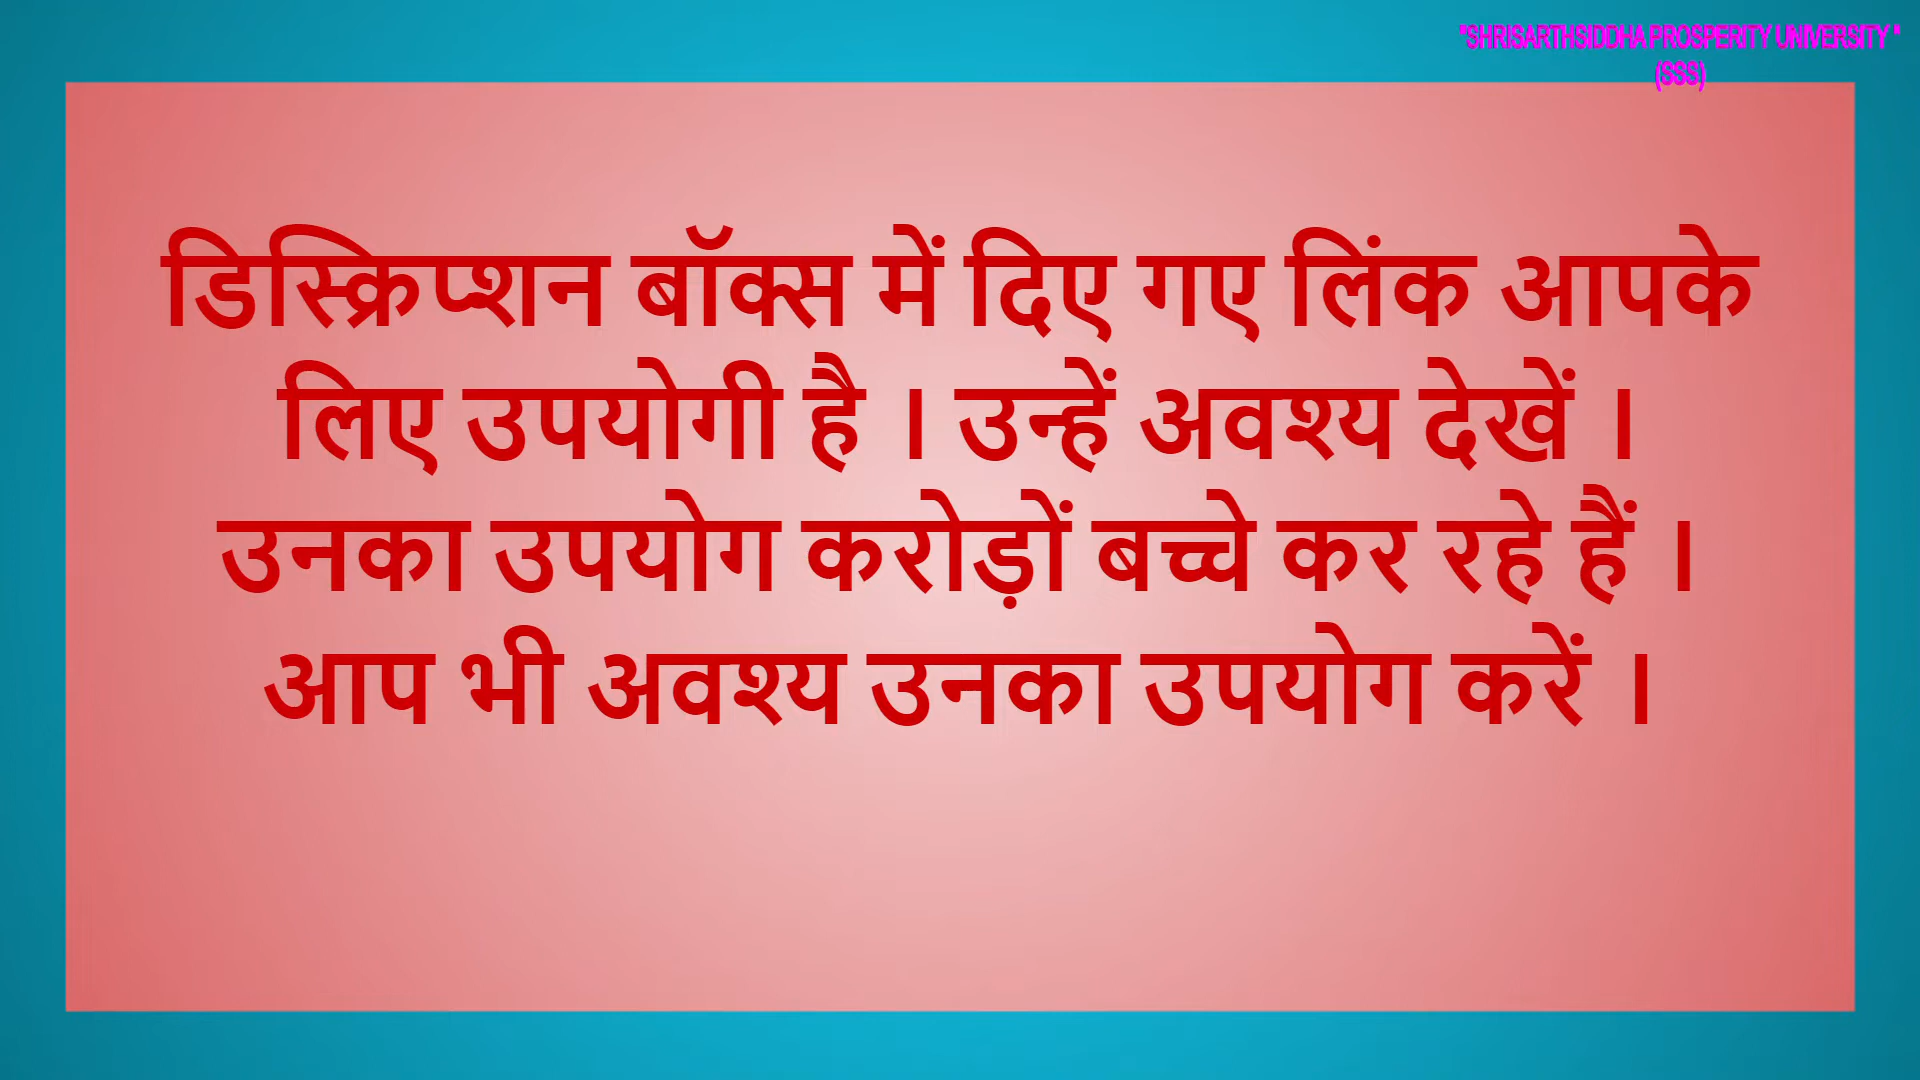 "SHRISARTHSIDDHA PROSPERITY UNIVERSITY "
(SSS)
डिस्क्रिप्शन बॉक्स में दिए गए लिंक आपके
लिए उपयोगी है । उन्हें अवश्य देखें ।
उनका उपयोग करोड़ों बच्चे कर रहे हैं ।
आप भी अवश्य उनका उपयोग करें ।